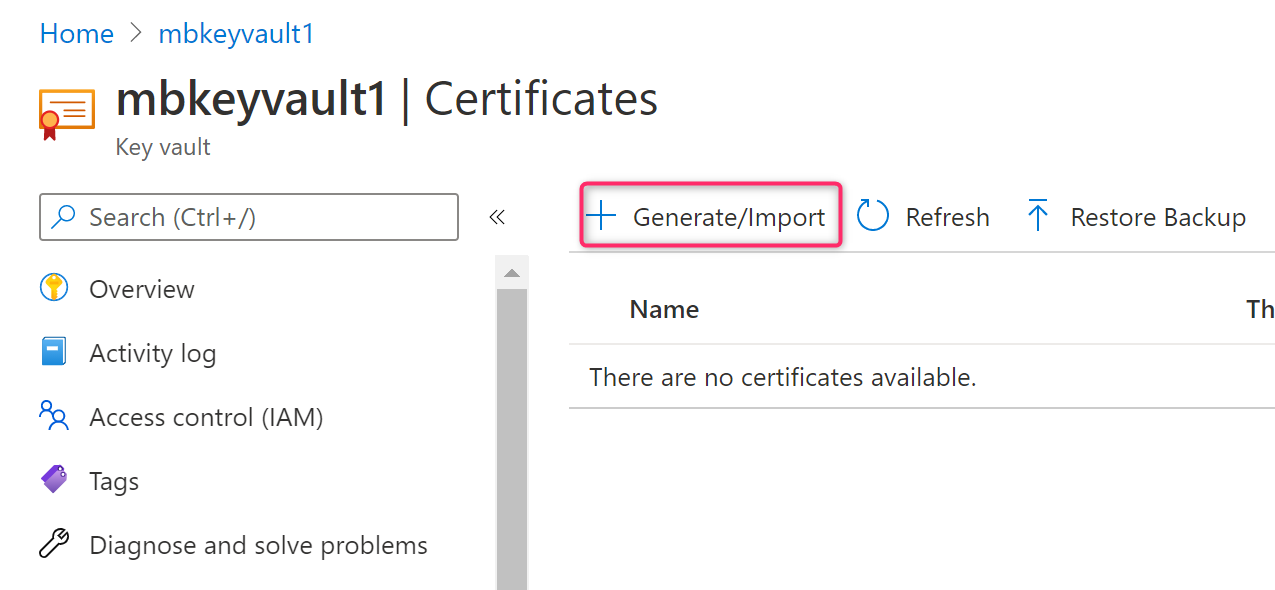 Home > mbkeyvault1
mbkeyvault1 | Certificates
Key vault
Search (Ctrl+/)
«
Generate/Import
Refresh
Restore Backup
Overview
Activity log
Access control (IAM)
Tags
Diagnose and solve problems
Name
Th
There are no certificates available.